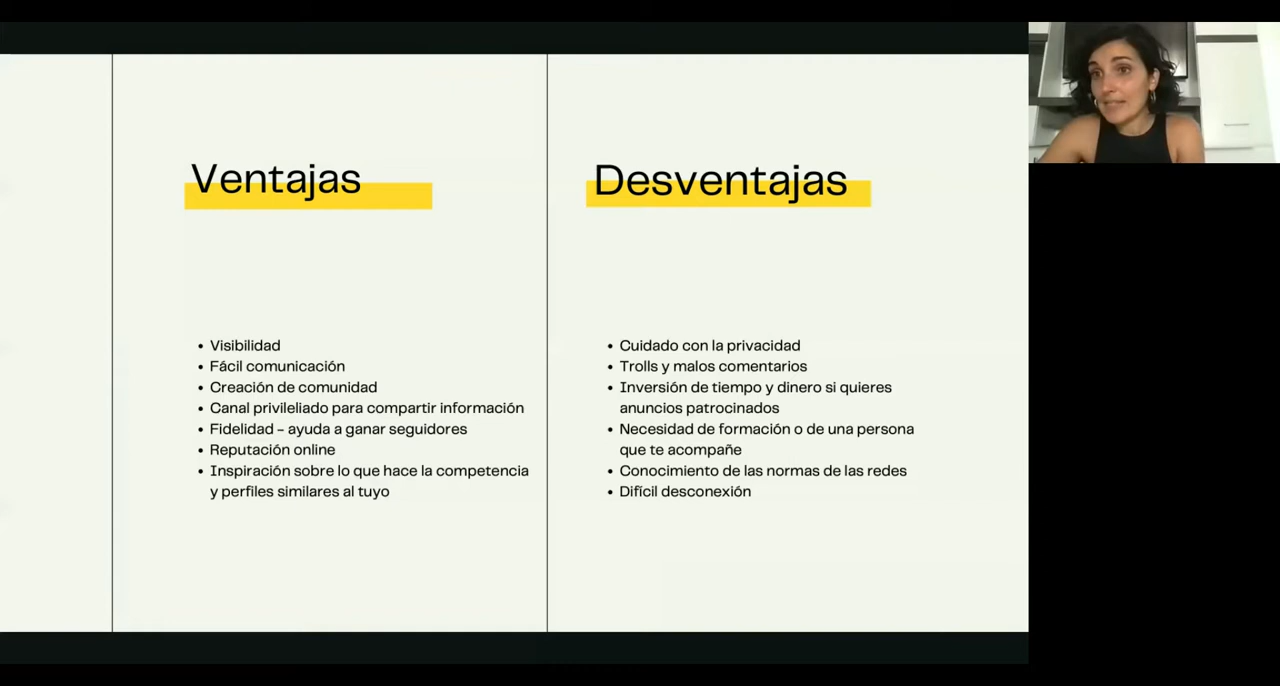 Ventajas
Visibilidad
Fácil comunicación
Creación de comunidad
Canal privileliado para compartir información
Fidelidad - ayuda a ganar seguidores
Reputación online
Inspiración sobre lo que hace la competencia
y perfiles similares al tuyo
Desventajas
Cuidado con la privacidad
Trolls y malos comentarios
Inversión de tiempo y dinero si quieres
anuncios patrocinados
Necesidad de formación o de una persona
que te acompañe
Conocimiento de las normas de las redes
Difícil desconexión